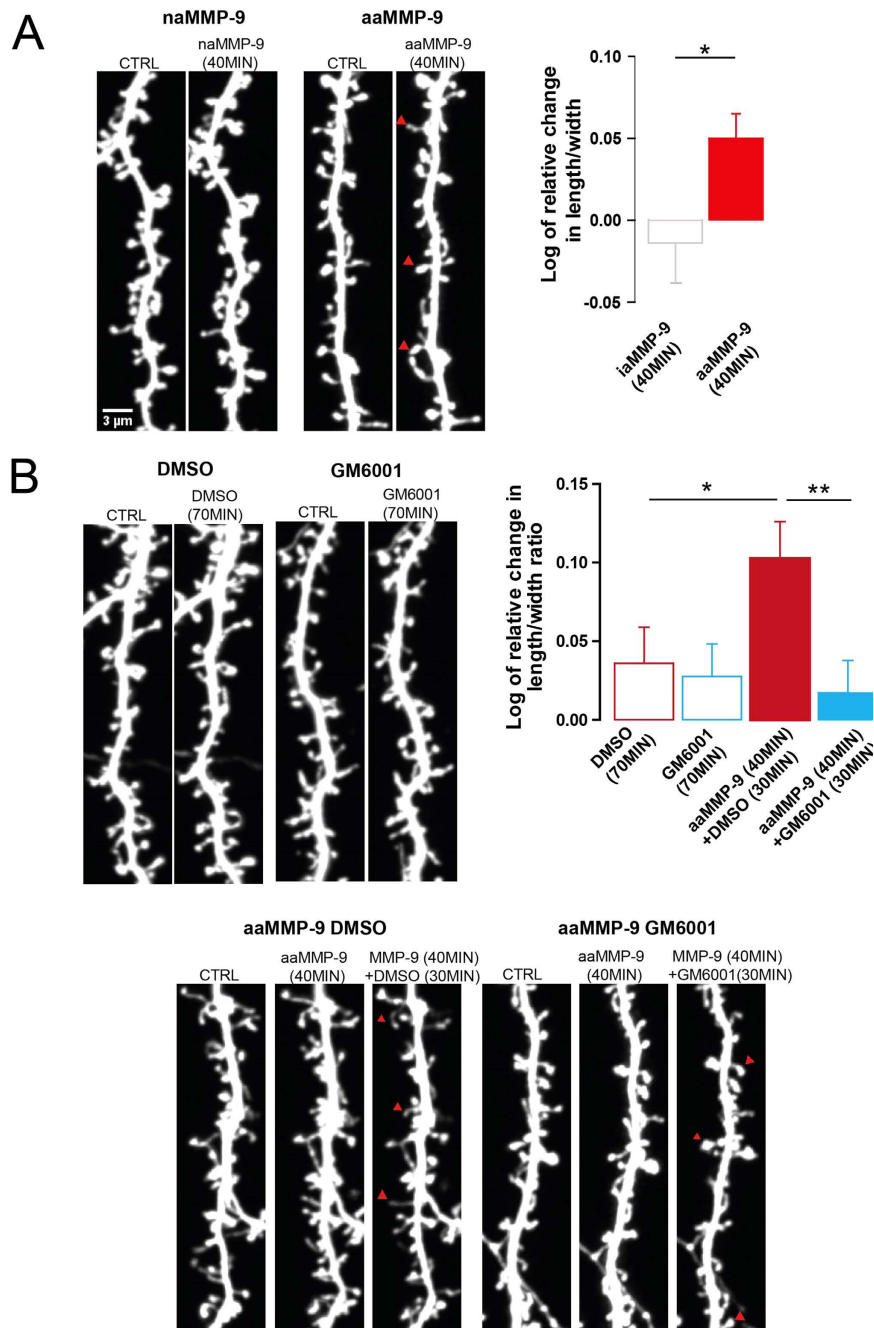 A
naMMP-9
aaMMP-9
CTRL
naMMP-9
(40MIN)
CTRL
aaMMP-9
(40MIN)
3 µm
Log of relative change
in length/width
0.10
0.05
0.00
-0.05
*
iaMMP-9
(40MIN)
aaMMP-9
(40MIN)
B
DMSO
GM6001
CTRL
DMSO
(70MIN)
CTRL
GM6001
(70MIN)
Log of relative change in
length/width ratio
0.15
0.10
0.05
0.00
*
**
DMSO
(70MIN)
GM6001
(70MIN)
aaMMP-9 (40MIN)
+DMSO (30MIN)
aaMMP-9 (40MIN)
+GM6001 (30MIN)
aaMMP-9 DMSO
aaMMP-9 GM6001
CTRL
aaMMP-9
(40MIN)
MMP-9 (40MIN)
+DMSO (30MIN)
CTRL
aaMMP-9
(40MIN)
MMP-9 (40MIN)
+GM6001(30MIN)